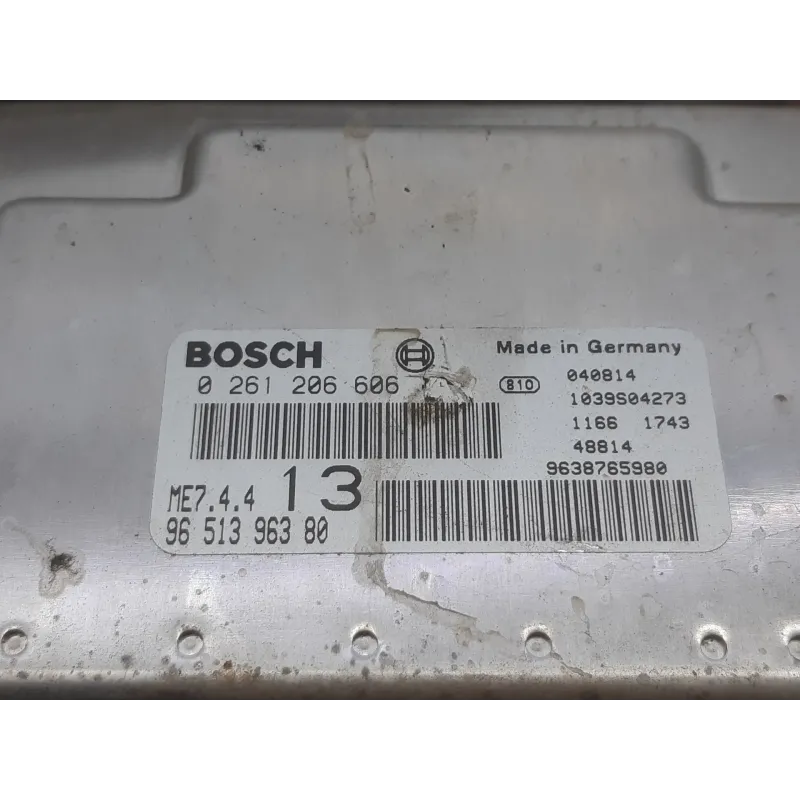 BOSCH
Made in Germany
0 261 206 606
810
040814
1039S04273
1166 1743
48814
9638765980
ME7.4.4 13
96 513 963 80